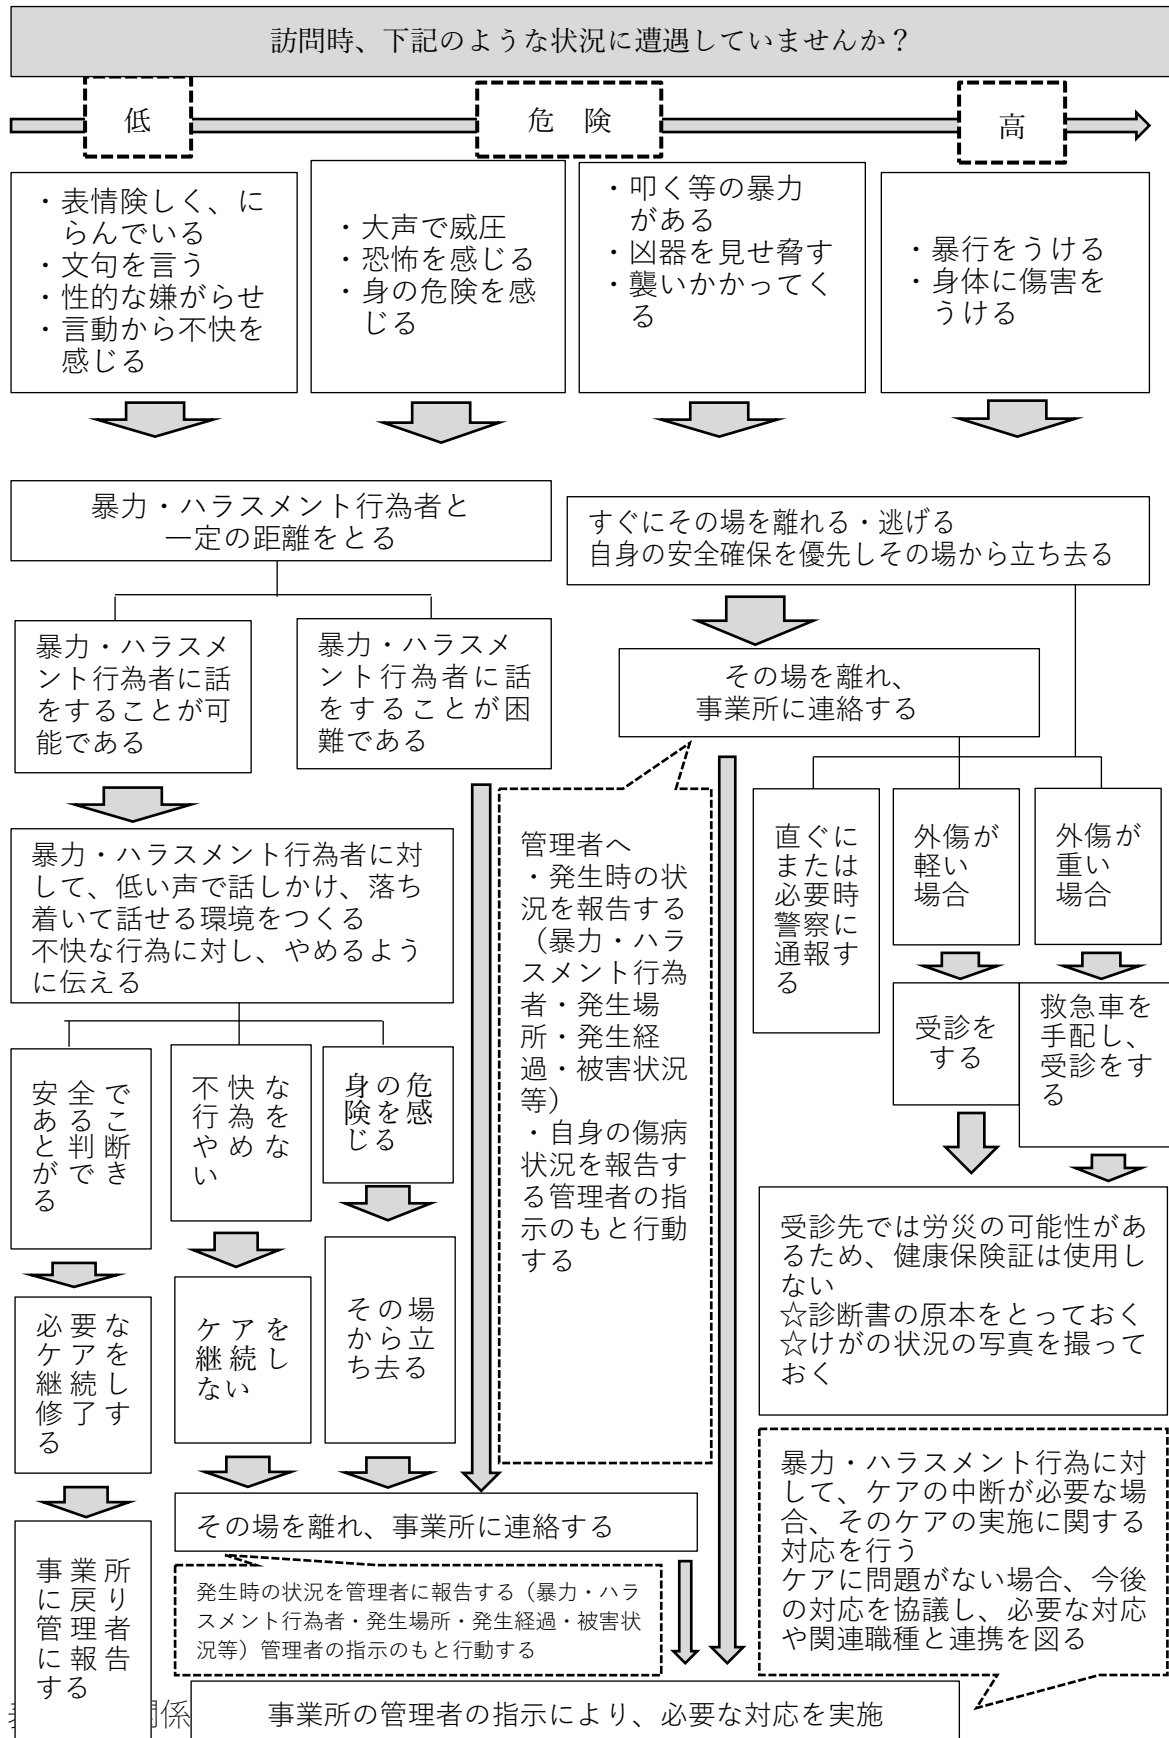 訪問時、下記のような状況に遭遇していませんか？
低
危　険
高
・表情険しく、に
らんでいる
・文句を言う
・性的な嫌がらせ
・言動から不快を
感じる
・大声で威圧
・恐怖を感じる
・身の危険を感
じる
・叩く等の暴力
がある
・凶器を見せ脅す
・襲いかかってく
る
・暴行をうける
・身体に傷害を
うける
暴力・ハラスメント行為者と
一定の距離をとる
すぐにその場を離れる・逃げる
自身の安全確保を優先しその場から立ち去る
暴力・ハラスメ
ント行為者に話
をすることが可
能である
暴力・ハラスメ
ント行為者に話
をすることが困
難である
その場を離れ、
事業所に連絡する
暴力・ハラスメント行為者に対
して、低い声で話しかけ、落ち
着いて話せる環境をつくる
不快な行為に対し、やめるよう
に伝える
管理者へ
・発生時の状
況を報告する
（暴力・ハラ
スメント行為
者・発生場
所・発生経
過・被害状況
等）
・自身の傷病
状況を報告す
る管理者の指
示のもと行動
する
直ぐに
または
必要時
警察に
通報す
る
外傷が
軽い
場合
外傷が
重い
場合
受診を
する
救急車を
手配し、
受診をす
る
安全で
あるこ
と判断
ができ
る
不快な
行為を
やめな
い
身の危
険を感
じる
必要な
ケアを
継続し
修了す
る
ケアを
継続し
ない
その場
から立
ち去る
受診先では労災の可能性があ
るため、健康保険証は使用し
ない
☆診断書の原本をとっておく
☆けがの状況の写真を撮って
おく
その場を離れ、事業所に連絡する
発生時の状況を管理者に報告する（暴力・ハラ
スメント行為者・発生場所・発生経過・被害状
況等）管理者の指示のもと行動する
暴力・ハラスメント行為に対
して、ケアの中断が必要な場
合、そのケアの実施に関する
対応を行う
ケアに問題がない場合、今後
の対応を協議し、必要な対応
や関連職種と連携を図る
事業所
に戻り
管理者
に報告
する
係
事業所の管理者の指示により、必要な対応を実施